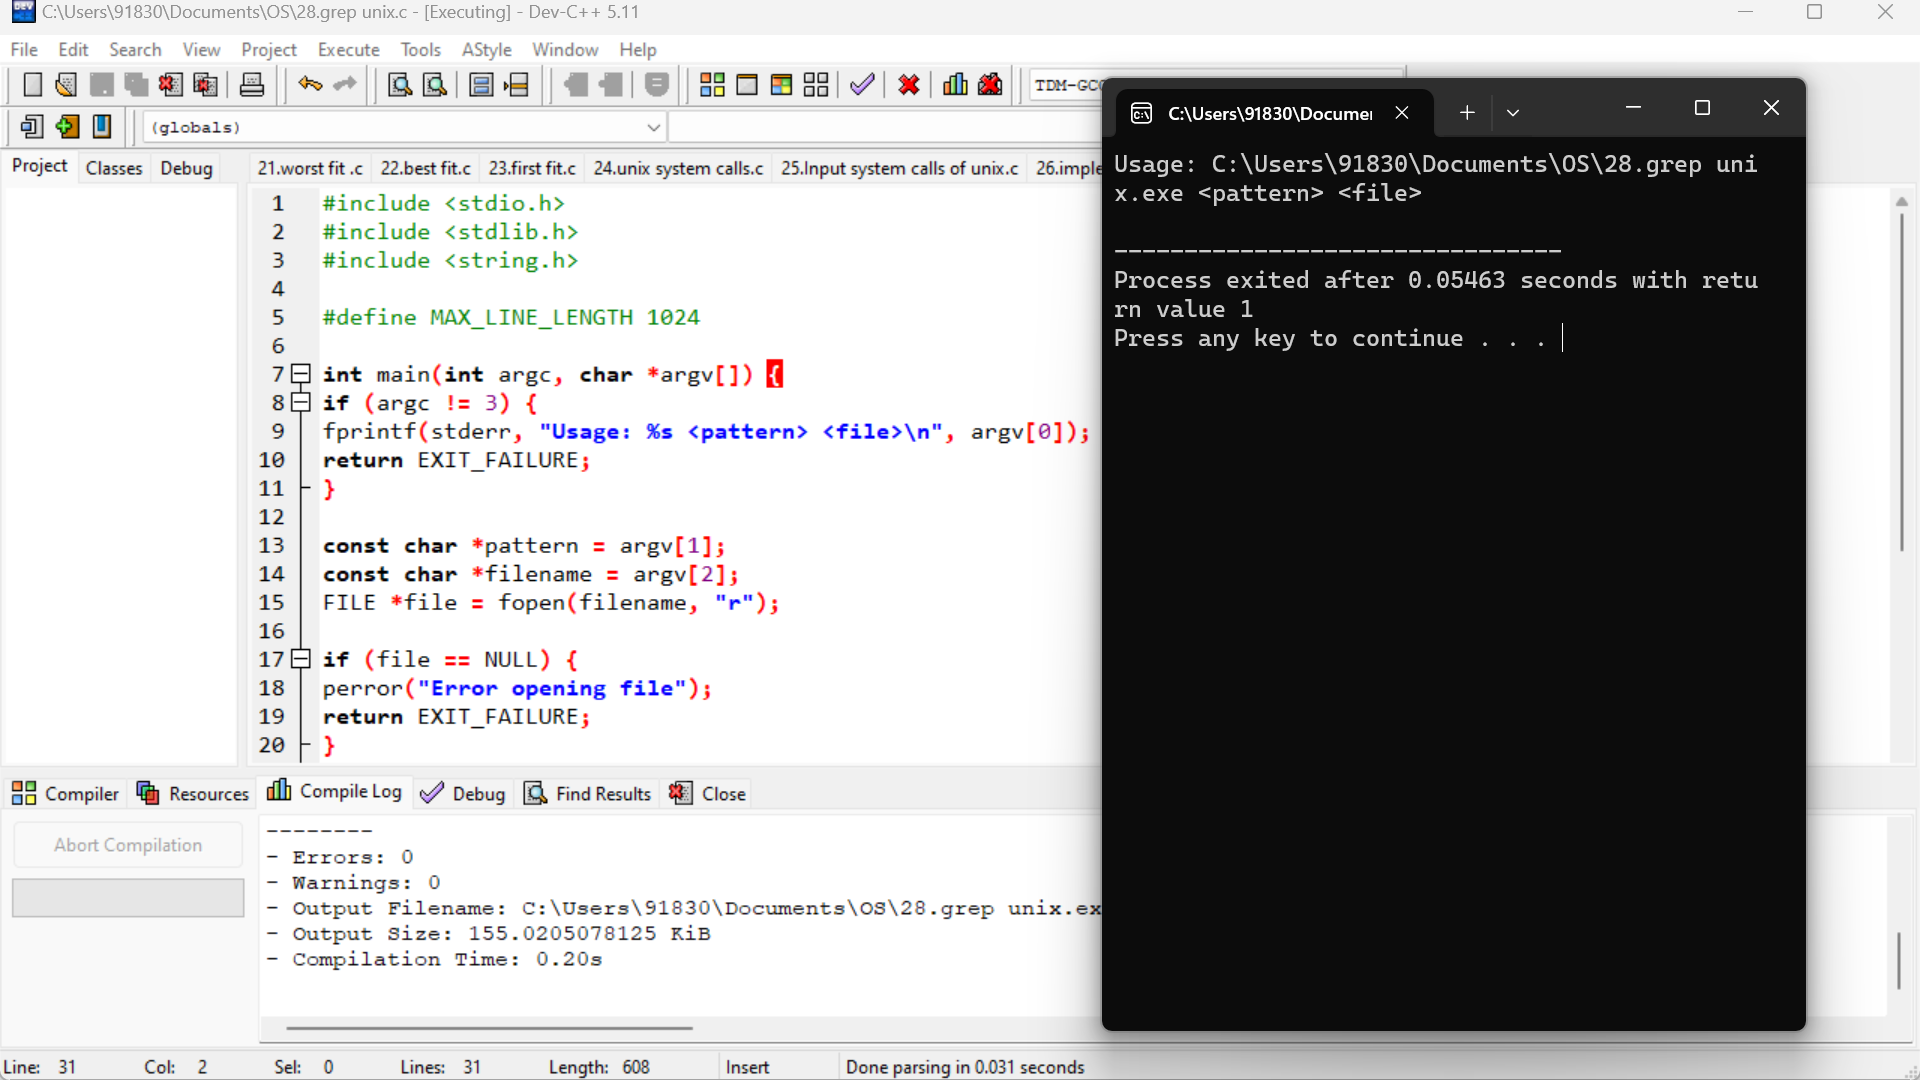 C:\Users\91830\Documents\OS\28.grep unix.c - [Executing] - Dev-C++ 5.11
File Edit Search View Project Execute Tools AStyle Window Help
TDM-GCC
(globals)
Project Classes Debug
21.worst fit .c 22.best fit.c 23.first fit.c 24.unix system calls.c 25.Input system calls of unix.c 26.imple
1 #include <stdio.h>
2 #include <stdlib.h>
3 #include <string.h>
4
5 #define MAX_LINE_LENGTH 1024
6
7 int main(int argc, char *argv[]) {
8 if (argc != 3) {
9 fprintf(stderr, "Usage: %s <pattern> <file>\n", argv[0]);
10 return EXIT_FAILURE;
11 }
12
13 const char *pattern = argv[1];
14 const char *filename = argv[2];
15 FILE *file = fopen(filename, "r");
16
17 if (file == NULL) {
18 perror("Error opening file");
19 return EXIT_FAILURE;
20 }
C:\Users\91830\Documen
Usage: C:\Users\91830\Documents\OS\28.grep uni
x.exe <pattern> <file>
--------------------------------
Process exited after 0.05463 seconds with retu
rn value 1
Press any key to continue . . .
Compiler Resources Compile Log Debug Find Results Close
Abort Compilation
--------
- Errors: 0
- Warnings: 0
- Output Filename: C:\Users\91830\Documents\OS\28.grep unix.ex
- Output Size: 155.0205078125 KiB
- Compilation Time: 0.20s
Line: 31 Col: 2 Sel: 0 Lines: 31 Length: 608 Insert Done parsing in 0.031 seconds